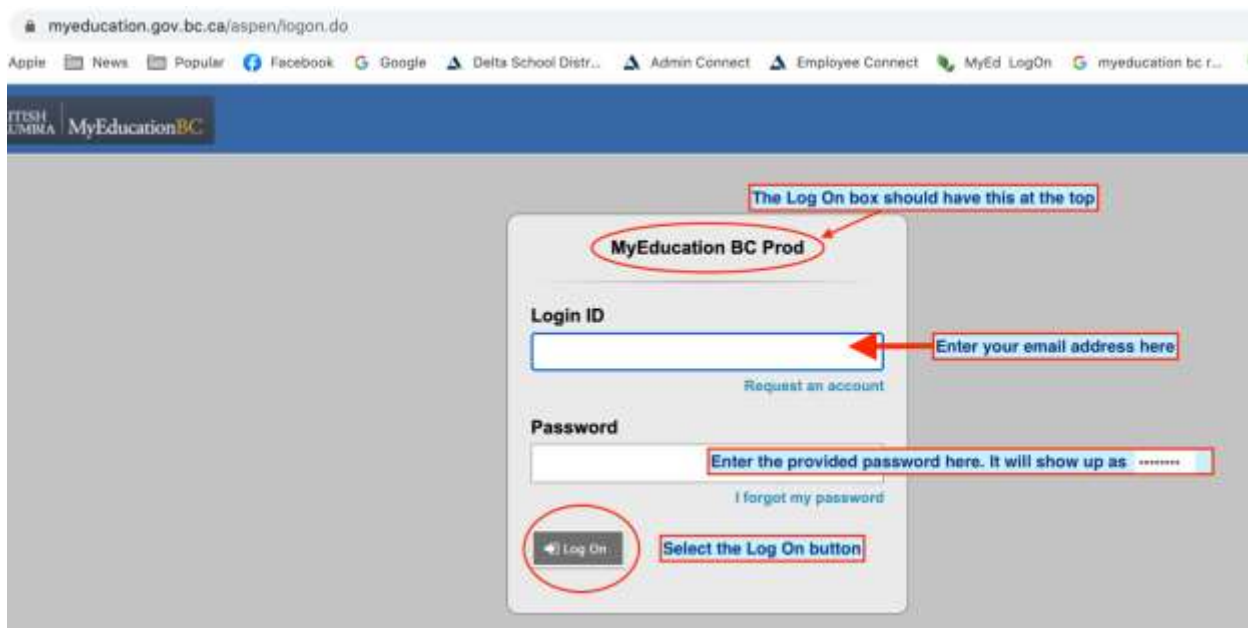 myeducation.gov.bc.ca/aspen/logon.do
Apple News Popular Facebook Google Delta School Distr... Admin Connect Employee Connect MyEd LogOn myeducation bc r...
MyEducationBC
The Log On box should have this at the top
MyEducation BC Prod
Login ID
Enter your email address here
Request an account
Password
Enter the provided password here. It will show up as ········
I forgot my password
Log On
Select the Log On button